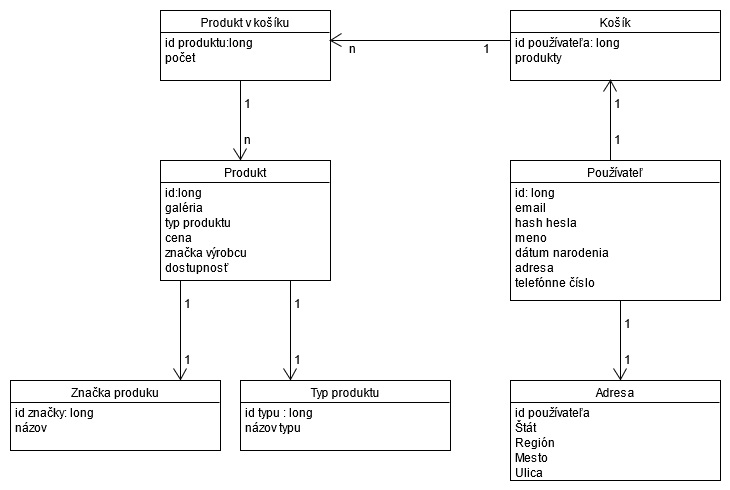 Produkt v košíku
id produktu:long
počet
Košík
id používateľa: long
produkty
n
1
1
n
1
1
Produkt
id:long
galéria
typ produktu
cena
značka výrobcu
dostupnosť
Používateľ
id: long
email
hash hesla
meno
dátum narodenia
adresa
telefónne číslo
1
1
1
1
1
1
Značka produku
id značky: long
názov
Typ produktu
id typu : long
názov typu
Adresa
id používateľa
Štát
Región
Mesto
Ulica